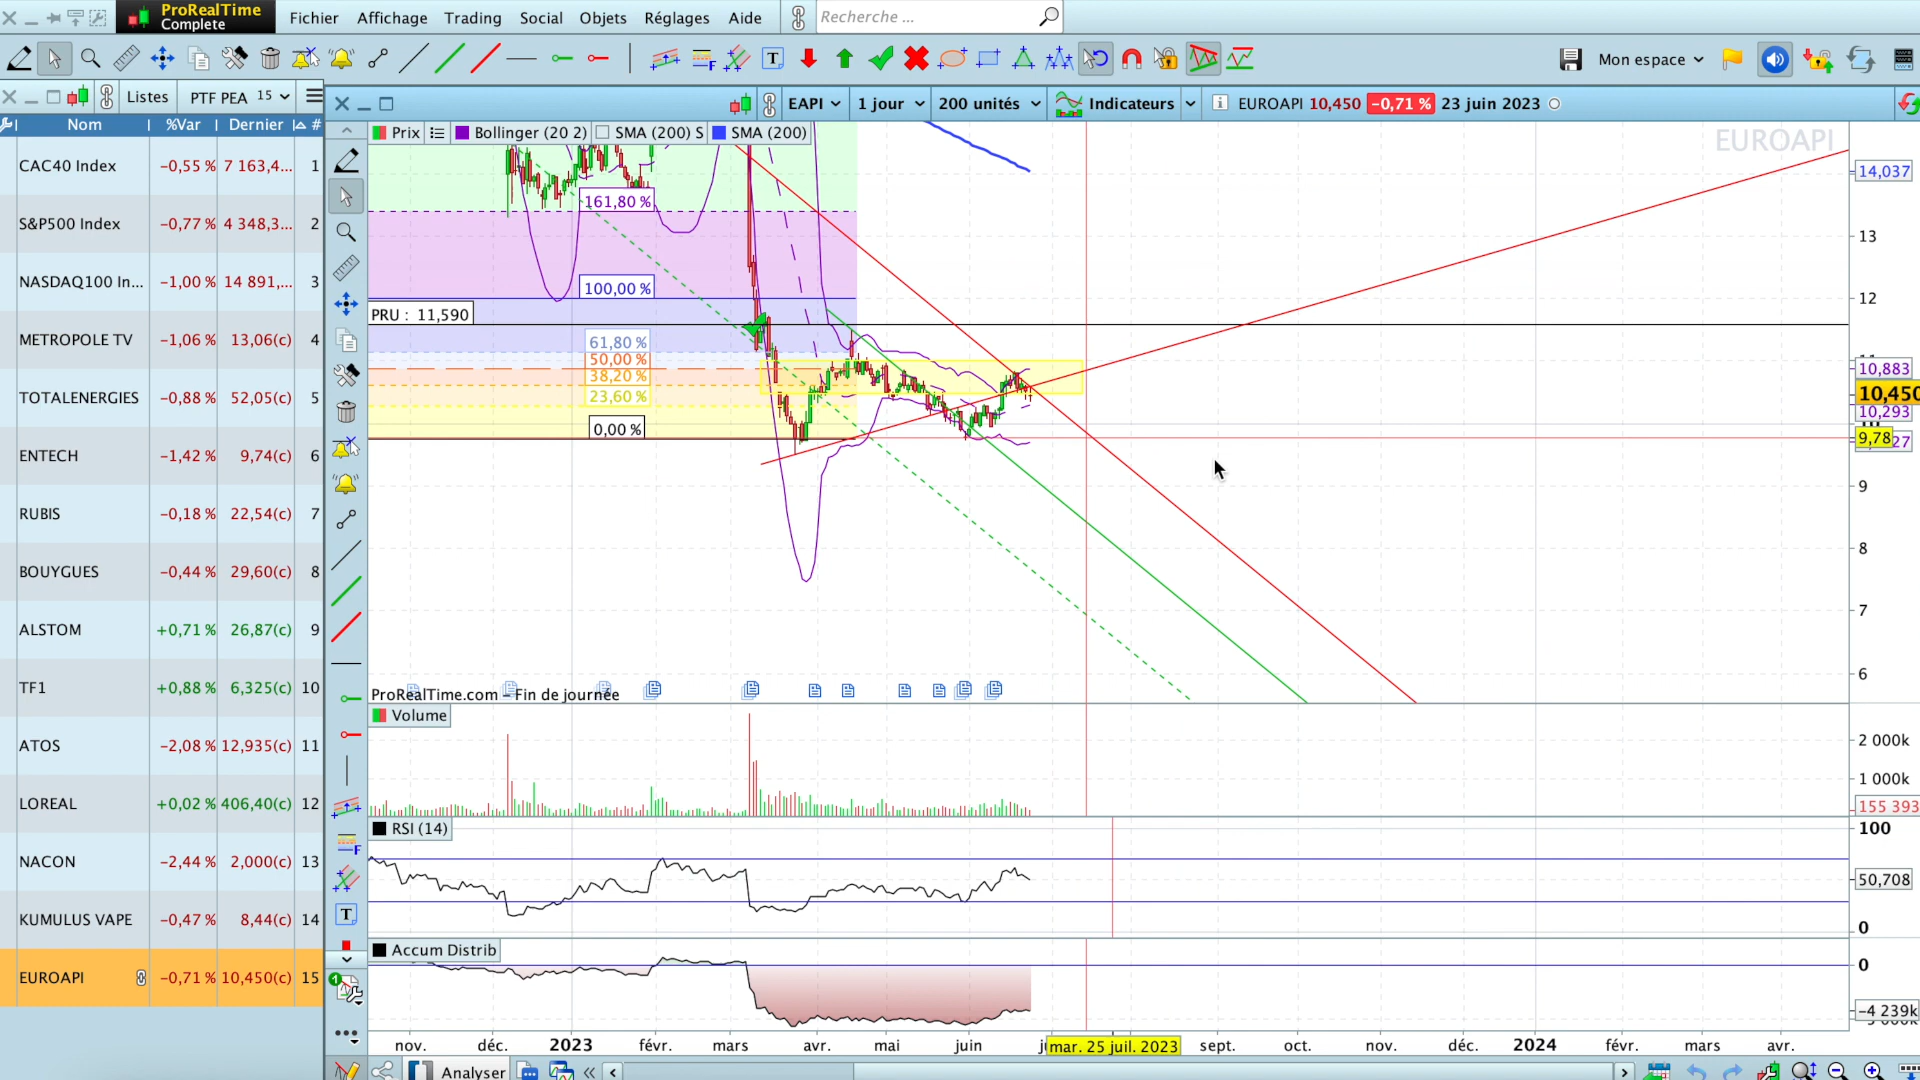 ProRealTime
Complete
Fichier Affichage Trading Social Objets Réglages Aide
Recherche ...
Mon espace
Listes PTF PEA 15
EAPI 1 jour 200 unités Indicateurs EUROAPI 10,450 -0,71 % 23 juin 2023
Nom %Var Dernier #
CAC40 Index -0,55 % 7 163,4... 1
S&P500 Index -0,77 % 4 348,3... 2
NASDAQ100 In... -1,00 % 14 891,... 3
METROPOLE TV -1,06 % 13,06(c) 4
TOTALENERGIES -0,88 % 52,05(c) 5
ENTECH -1,42 % 9,74(c) 6
RUBIS -0,18 % 22,54(c) 7
BOUYGUES -0,44 % 29,60(c) 8
ALSTOM +0,71 % 26,87(c) 9
TF1 +0,88 % 6,325(c) 10
ATOS -2,08 % 12,935(c) 11
LOREAL +0,02 % 406,40(c) 12
NACON -2,44 % 2,000(c) 13
KUMULUS VAPE -0,47 % 8,44(c) 14
EUROAPI -0,71 % 10,450(c) 15
Prix Bollinger (20 2) SMA (200) S SMA (200)
EUROAPI
161,80 %
100,00 %
PRU : 11,590
61,80 %
50,00 %
38,20 %
23,60 %
0,00 %
14,037
13
12
10,883
10,450
10,293
9,78
9
8
7
6
ProRealTime.com - Fin de journée
Volume
2 000k
1 000k
155 393
RSI (14)
100
50,708
0
Accum Distrib
0
-4 239k
nov. déc. 2023 févr. mars avr. mai juin mar. 25 juil. 2023 sept. oct. nov. déc. 2024 févr. mars avr.
Analyser